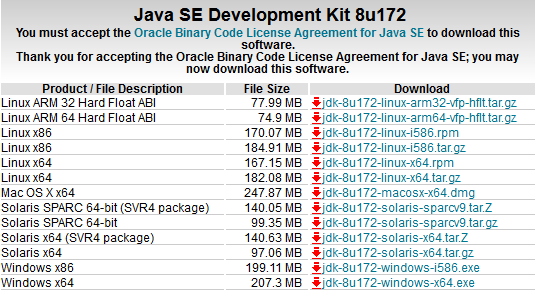 Java SE Development Kit 8u172
You must accept the Oracle Binary Code License Agreement for Java SE to download this
software.
Thank you for accepting the Oracle Binary Code License Agreement for Java SE; you may
now download this software.
Product / File Description File Size Download
Linux ARM 32 Hard Float ABI 77.99 MB jdk-8u172-linux-arm32-vfp-hflt.tar.gz
Linux ARM 64 Hard Float ABI 74.9 MB jdk-8u172-linux-arm64-vfp-hflt.tar.gz
Linux x86 170.07 MB jdk-8u172-linux-i586.rpm
Linux x86 184.91 MB jdk-8u172-linux-i586.tar.gz
Linux x64 167.15 MB jdk-8u172-linux-x64.rpm
Linux x64 182.08 MB jdk-8u172-linux-x64.tar.gz
Mac OS X x64 247.87 MB jdk-8u172-macosx-x64.dmg
Solaris SPARC 64-bit (SVR4 package) 140.05 MB jdk-8u172-solaris-sparcv9.tar.Z
Solaris SPARC 64-bit 99.35 MB jdk-8u172-solaris-sparcv9.tar.gz
Solaris x64 (SVR4 package) 140.63 MB jdk-8u172-solaris-x64.tar.Z
Solaris x64 97.06 MB jdk-8u172-solaris-x64.tar.gz
Windows x86 199.11 MB jdk-8u172-windows-i586.exe
Windows x64 207.3 MB jdk-8u172-windows-x64.exe